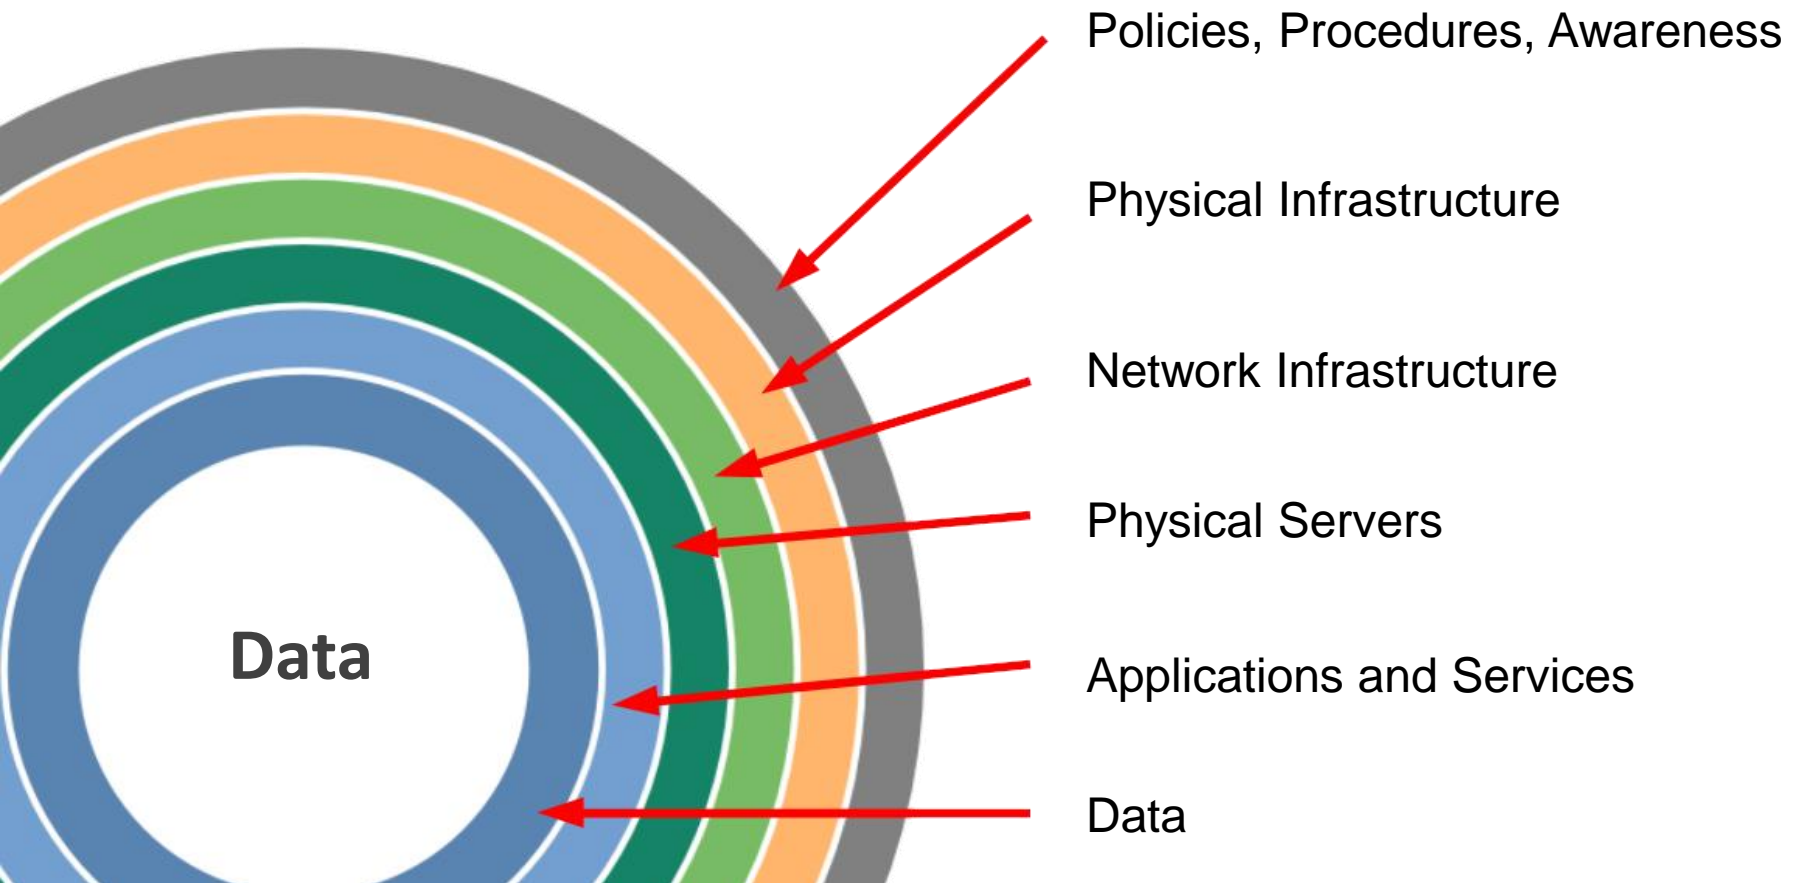 Policies, Procedures, Awareness
Physical Infrastructure
Network Infrastructure
Physical Servers
Data
Applications and Services
Data